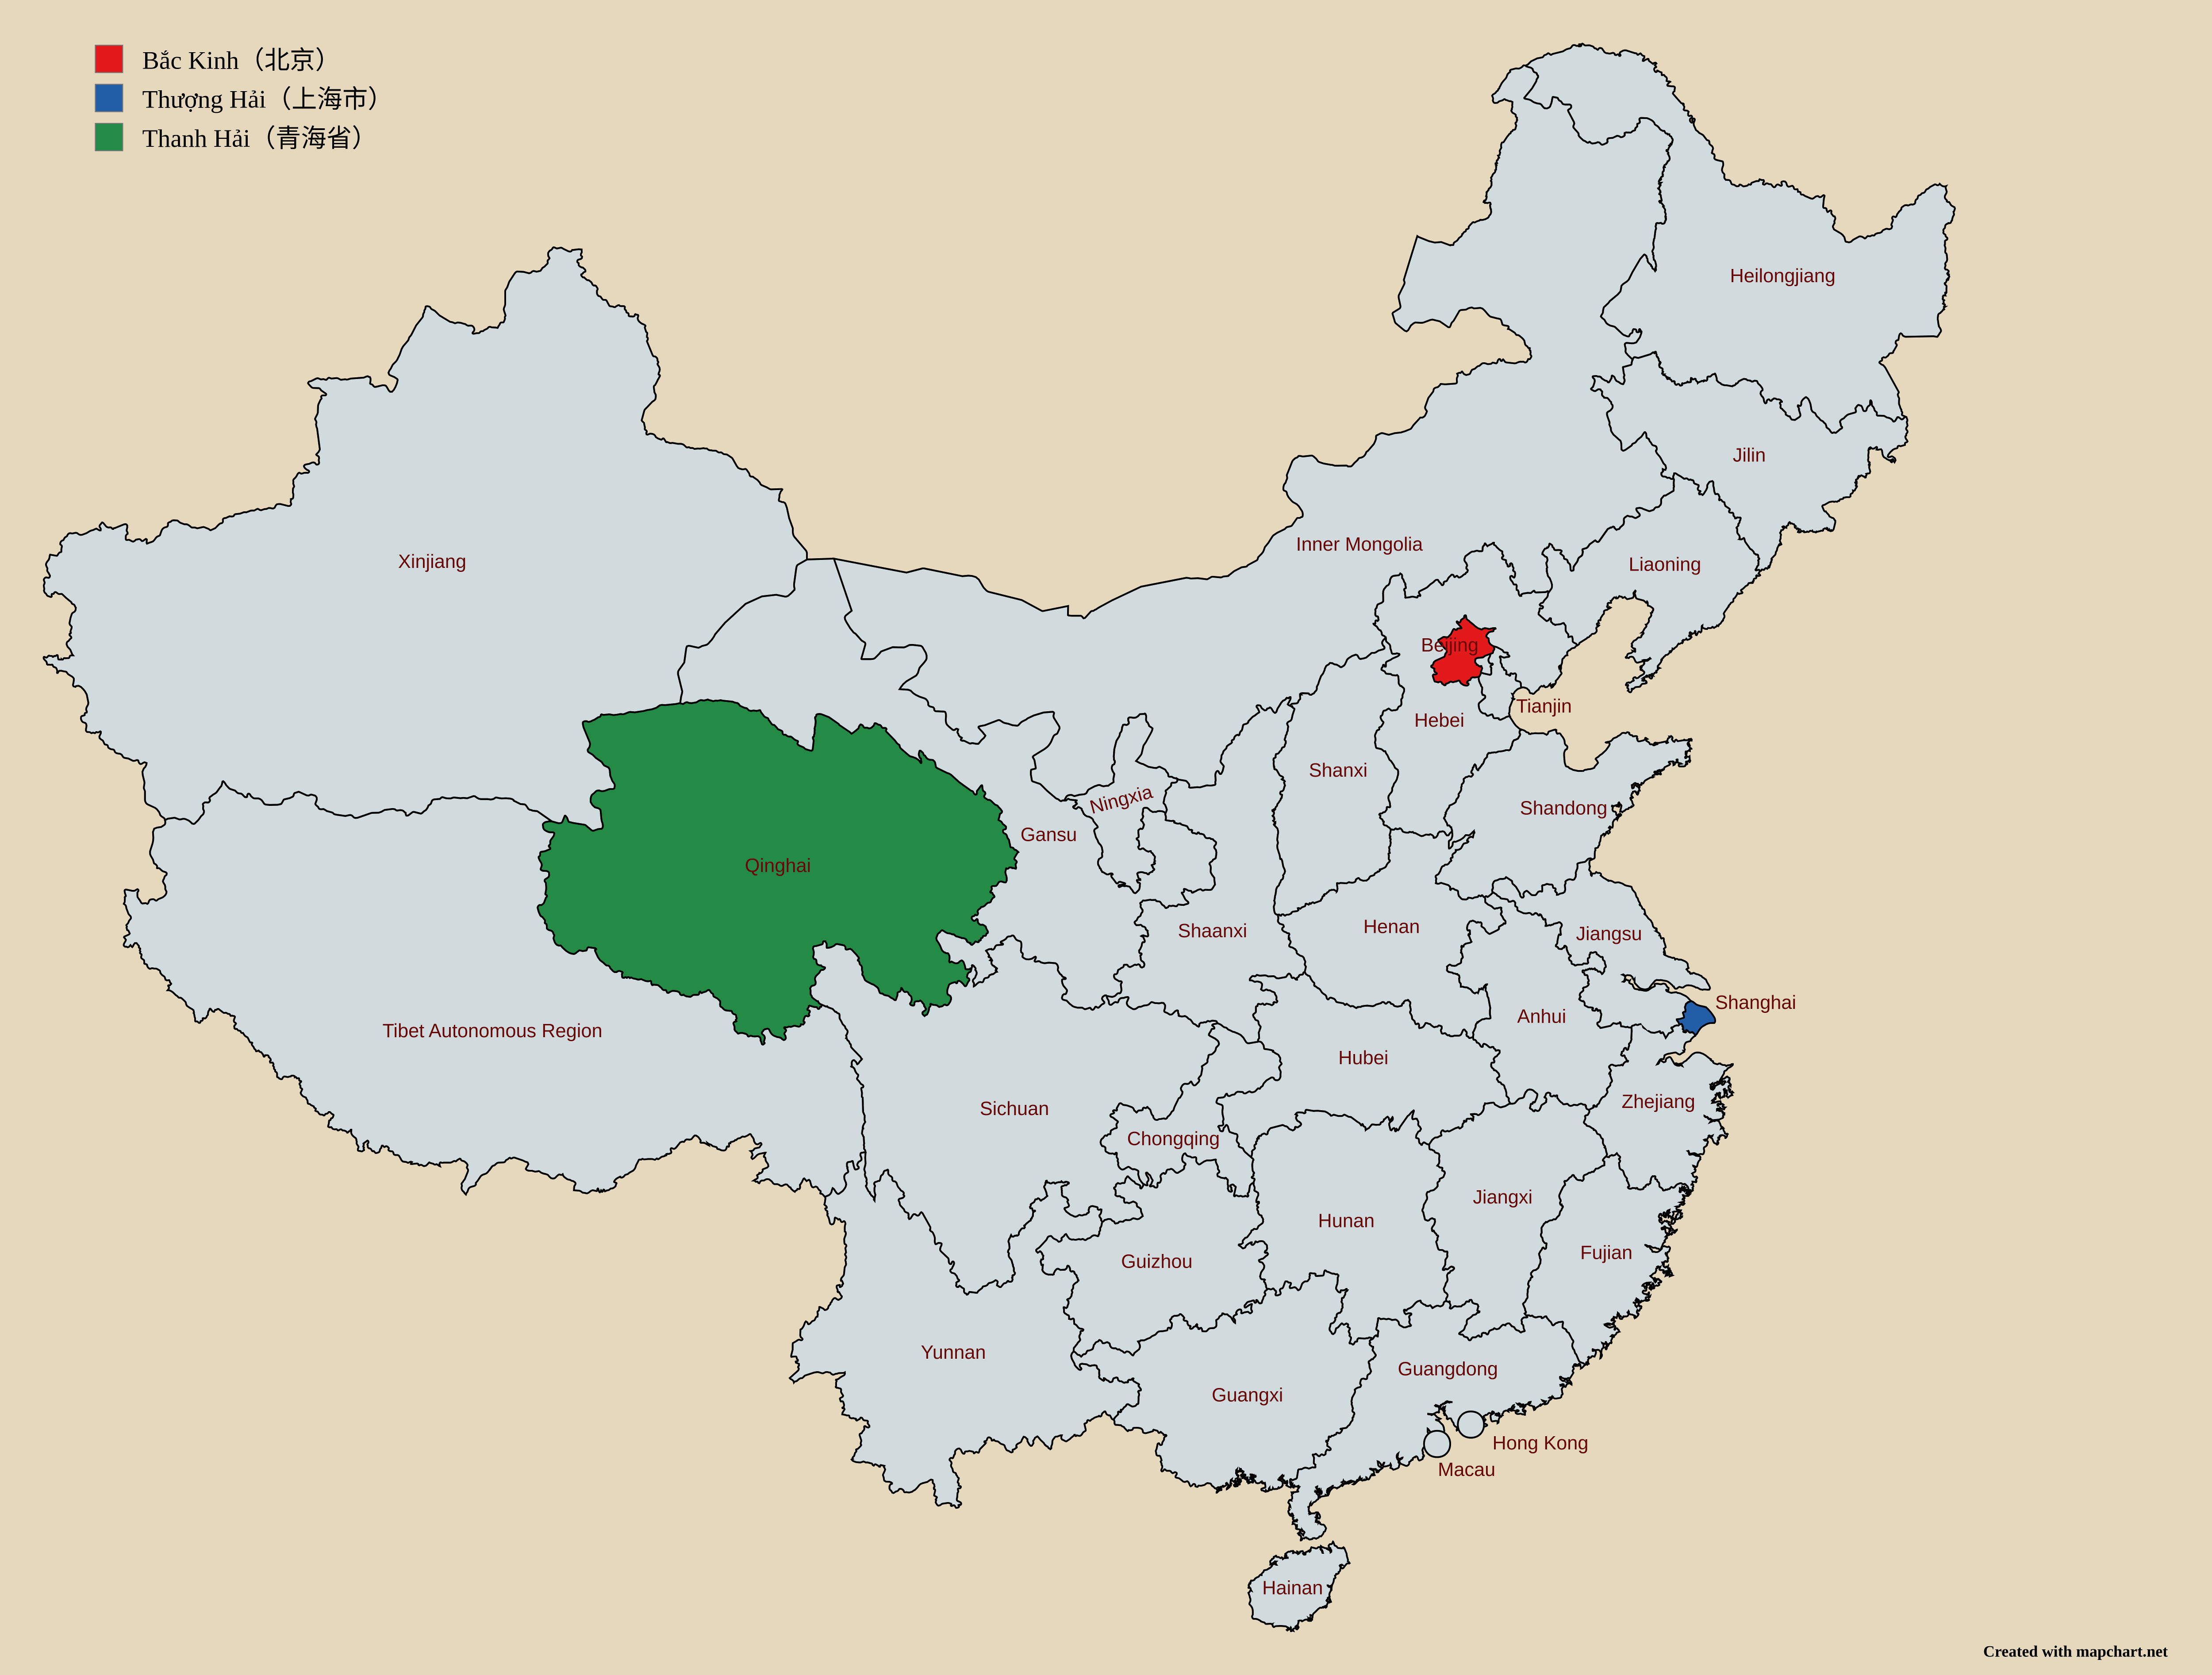 Bắc Kinh（北京）
Thượng Hải（上海市）
Thanh Hải（青海省）
Heilongjiang
Jilin
Inner Mongolia
Xinjiang
Liaoning
Beijing
Tianjin
Hebei
Shanxi
Ningxia
Shandong
Gansu
Qinghai
Shaanxi
Henan
Jiangsu
Shanghai
Anhui
Tibet Autonomous Region
Hubei
Zhejiang
Sichuan
Chongqing
Jiangxi
Hunan
Fujian
Guizhou
Yunnan
Guangdong
Guangxi
Hong Kong
Macau
Hainan
Created with mapchart.net